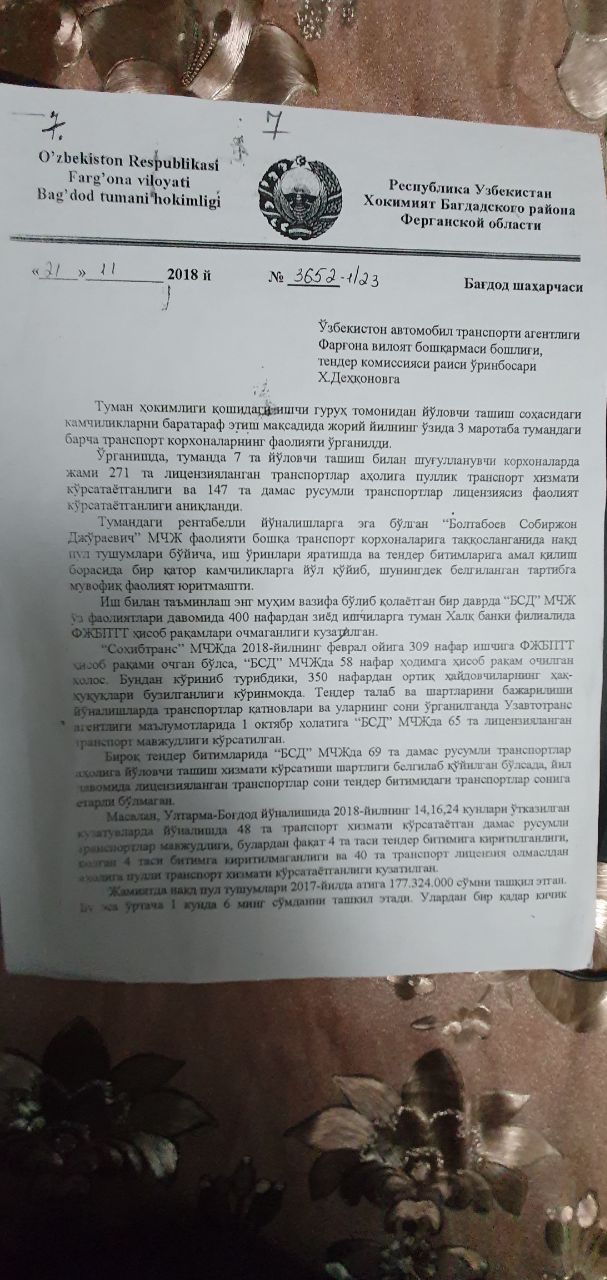 7.
7
O'zbekiston Respublikasi
Farg'ona viloyati
Bag'dod tumani hokimligi
Республика Узбекистан
Хокимият Багдадского района
Ферганской области
«21» 11 2018 й
№ 3652-1/23
Бағдод шаҳарчаси
Ўзбекистон автомобил транспорти агентлиги
Фарғона вилоят бошқармаси бошлиғи,
тендер комиссияси раиси ўринбосари
Х.Деҳқоновга
Туман ҳокимлиги қошидаги ишчи гуруҳ томонидан йўловчи ташиш соҳасидаги
камчиликларни баратараф этиш мақсадида жорий йилнинг ўзида 3 маротаба тумандаги
барча транспорт корхоналарнинг фаолияти ўрганилди.
Ўрганишда, туманда 7 та йўловчи ташиш билан шуғулланувчи корхоналарда
жами 271 та лицензияланган транспортлар аҳолига пуллик транспорт хизмати
кўрсатаётганлиги ва 147 та дамас русумли транспортлар лицензиясиз фаолият
кўрсатаётганлиги аниқланди.
Тумандаги рентабелли йўналишларга эга бўлган “Болтабоев Собиржон
Джўраевич” МЧЖ фаолияти бошқа транспорт корхоналарига таққосланганида нақд
пул тушумлари бўйича, иш ўринлари яратишда ва тендер битимларига амал қилиш
борасида бир қатор камчиликларга йўл қўйиб, шунингдек белгиланган тартибга
мувофиқ фаолият юритмаяпти.
Иш билан таъминлаш энг муҳим вазифа бўлиб қолаётган бир даврда “БСД” МЧЖ
ўз фаолиятлари давомида 400 нафардан зиёд ишчиларга туман Халқ банки филиалида
ФЖБПТТ ҳисоб рақамлари очмаганлиги кузатилган.
“Сохибтранс” МЧЖда 2018-йилнинг феврал ойига 309 нафар ишчига ФЖБПТТ
ҳисоб рақами очган бўлса, “БСД” МЧЖда 58 нафар ҳодимга ҳисоб рақам очилган
холос. Бундан кўриниб турибдики, 350 нафардан ортиқ ҳайдовчиларнинг ҳақ-
ҳуқуқлари бузилганлиги кўринмоқда. Тендер талаб ва шартларини бажарилиши
йўналишларда транспортлар қатновлари ва уларнинг сони ўрганилганда Узавтотранс
агентлиги маълумотларида 1 октябр холатига “БСД” МЧЖда 65 та лицензияланган
транспорт мавжудлиги кўрсатилган.
Бироқ тендер битимларида “БСД” МЧЖда 69 та дамас русумли транспортлар
аҳолига йўловчи ташиш хизмати кўрсатиши шартлиги белгилаб қўйилган бўлсада, йил
давомида лицензияланган транспортлар сони тендер битимидаги транспортлар сонига
етарли бўлмаган.
Масалан, Ултарма-Боғдод йўналишида 2018-йилнинг 14,16,24 кунлари ўтказилган
кузатувларда йўналишда 48 та транспорт хизмати кўрсатаётган дамас русумли
транспортлар мавжудлиги, булардан фақат 4 та таси тендер битимига киритилганлиги,
қолган 4 таси битимга киритилмаганлиги ва 40 та транспорт лицензия олмасдан
аҳолига пулли транспорт хизмати кўрсатаётганлиги кузатилган.
Жамиятда нақд пул тушумлари 2017-йилда атига 177.324.000 сўмни ташқил этган.
Бу эса ўртача 1 кунда 6 минг сўмданни ташкил этади. Улардан бир қадар кичик